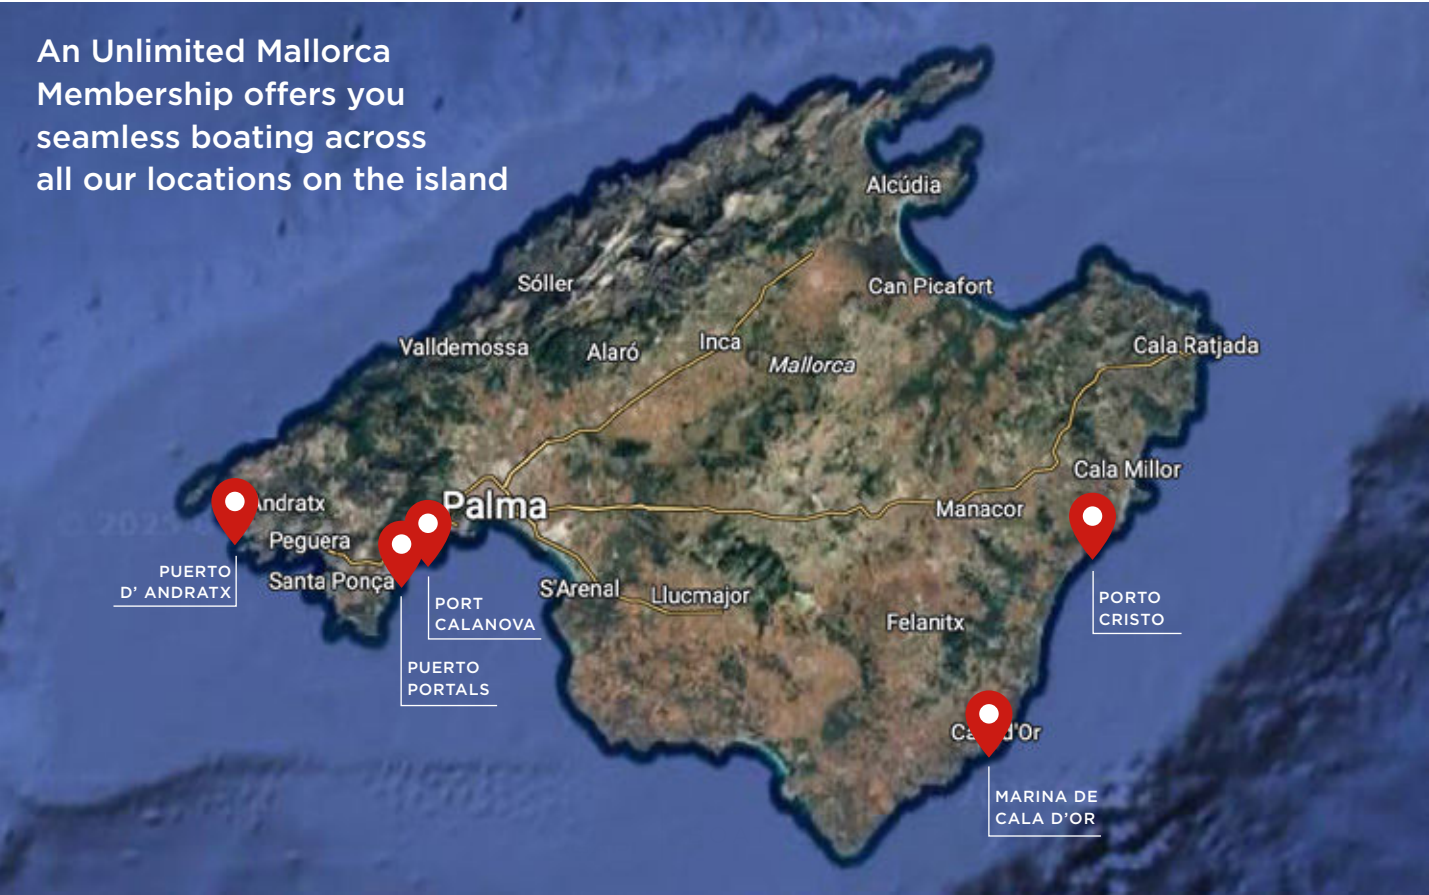 An Unlimited Mallorca
Membership offers you
seamless boating across
all our locations on the island
Alcúdia
Sóller
Can Picafort
Valldemossa
Alaró
Inca
Mallorca
Cala Ratjada
Cala Millor
Andratx
Palma
Manacor
Peguera
Santa Ponça
S'Arenal
Llucmajor
Felanitx
PUERTO
D' ANDRATX
PORT
CALANOVA
PUERTO
PORTALS
PORTO
CRISTO
d'Or
MARINA DE
CALA D'OR